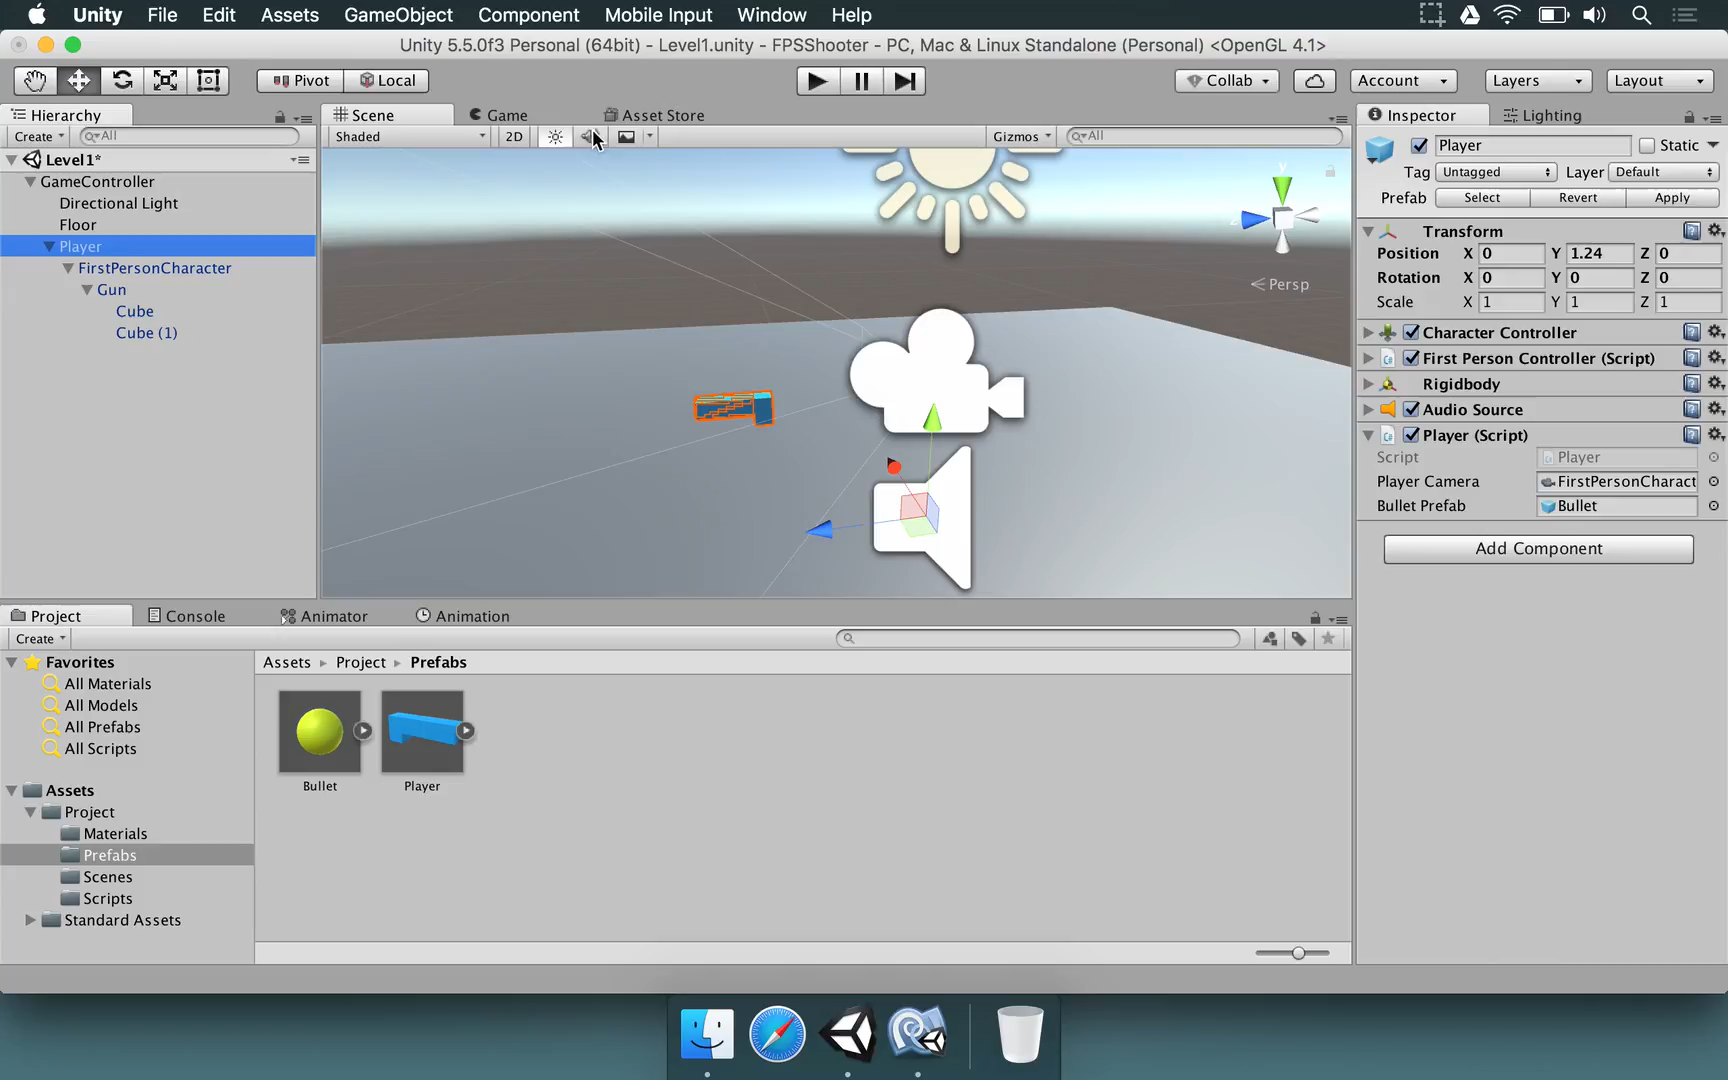 Unity File Edit Assets GameObject Component Mobile Input Window Help
Unity 5.5.0f3 Personal (64bit) - Level1.unity - FPSShooter - PC, Mac & Linux Standalone (Personal) <OpenGL 4.1>
Pivot Local Collab Account Layers Layout
Hierarchy
Create All
Level1*
GameController
Directional Light
Floor
Player
FirstPersonCharacter
Gun
Cube
Cube (1)
Scene Game Asset Store
Shaded 2D Gizmos All
y
Persp
Inspector Lighting
Player Static
Tag Untagged Layer Default
Prefab Select Revert Apply
Transform
Position X 0 Y 1.24 Z 0
Rotation X 0 Y 0 Z 0
Scale X 1 Y 1 Z 1
Character Controller
First Person Controller (Script)
Rigidbody
Audio Source
Player (Script)
Script Player
Player Camera FirstPersonCharact
Bullet Prefab Bullet
Add Component
Project Console Animator Animation
Create
Favorites
All Materials
All Models
All Prefabs
All Scripts
Assets
Project
Materials
Prefabs
Scenes
Scripts
Standard Assets
Assets Project Prefabs
Bullet Player